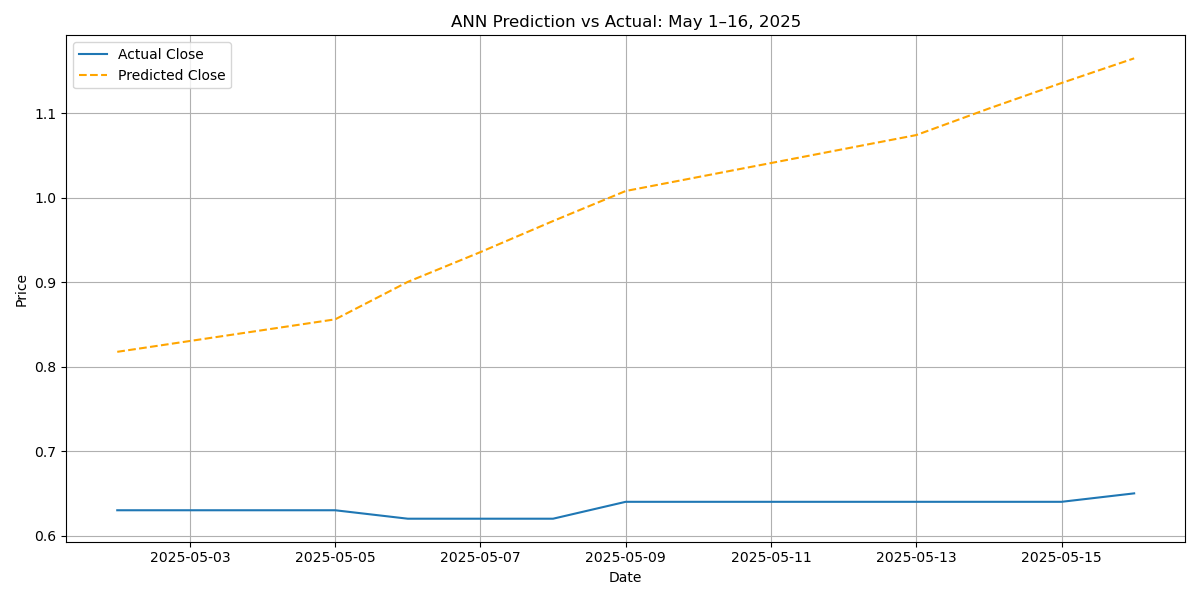 ANN Prediction vs Actual: May 1–16, 2025
Actual Close
Predicted Close
Price
1.1
1.0
0.9
0.8
0.7
0.6
2025-05-03 2025-05-05 2025-05-07 2025-05-09 2025-05-11 2025-05-13 2025-05-15
Date